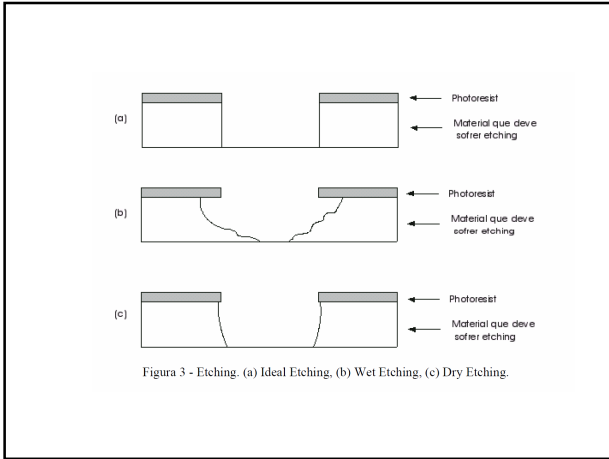 (a)
Photoresist
Material que deve
sofrer etching
(b)
Photoresist
Material que deve
sofrer etching
(c)
Photoresist
Material que deve
sofrer etching
Figura 3 - Etching. (a) Ideal Etching, (b) Wet Etching, (c) Dry Etching.